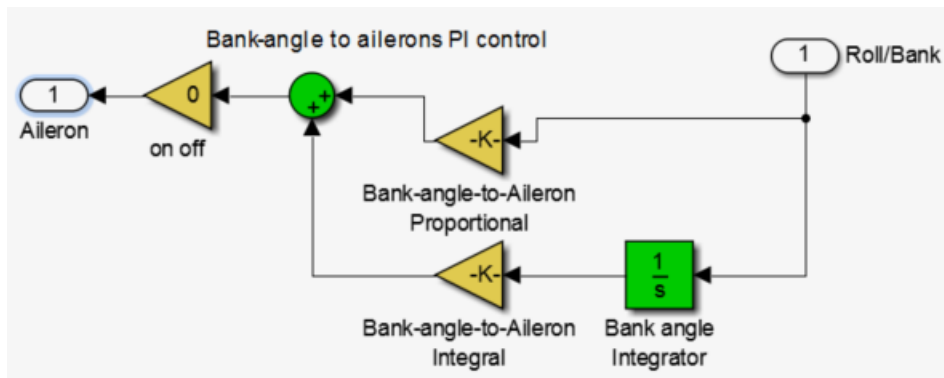 Bank-angle to ailerons PI control
1
Roll/Bank
1
Aileron
0
on off
+
+
-K-
Bank-angle-to-Aileron
Proportional
-K-
Bank-angle-to-Aileron
Integral
1
s
Bank angle
Integrator